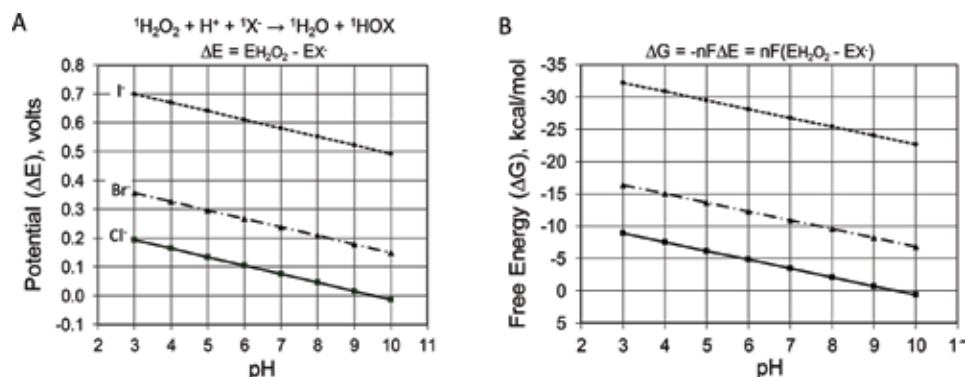 A
¹H₂O₂ + H⁺ + ¹X⁻ → ¹H₂O + ¹HOX
ΔE = EH₂O₂ - EX⁻
Potential (ΔE), volts
0.8
0.7
0.6
0.5
0.4
0.3
0.2
0.1
0.0
-0.1
I⁻
Br⁻
Cl⁻
2 3 4 5 6 7 8 9 10 11
pH
B
ΔG = -nFΔE = nF(EH₂O₂ - EX⁻)
Free Energy (ΔG), kcal/mol
-35
-30
-25
-20
-15
-10
-5
0
5
2 3 4 5 6 7 8 9 10
pH